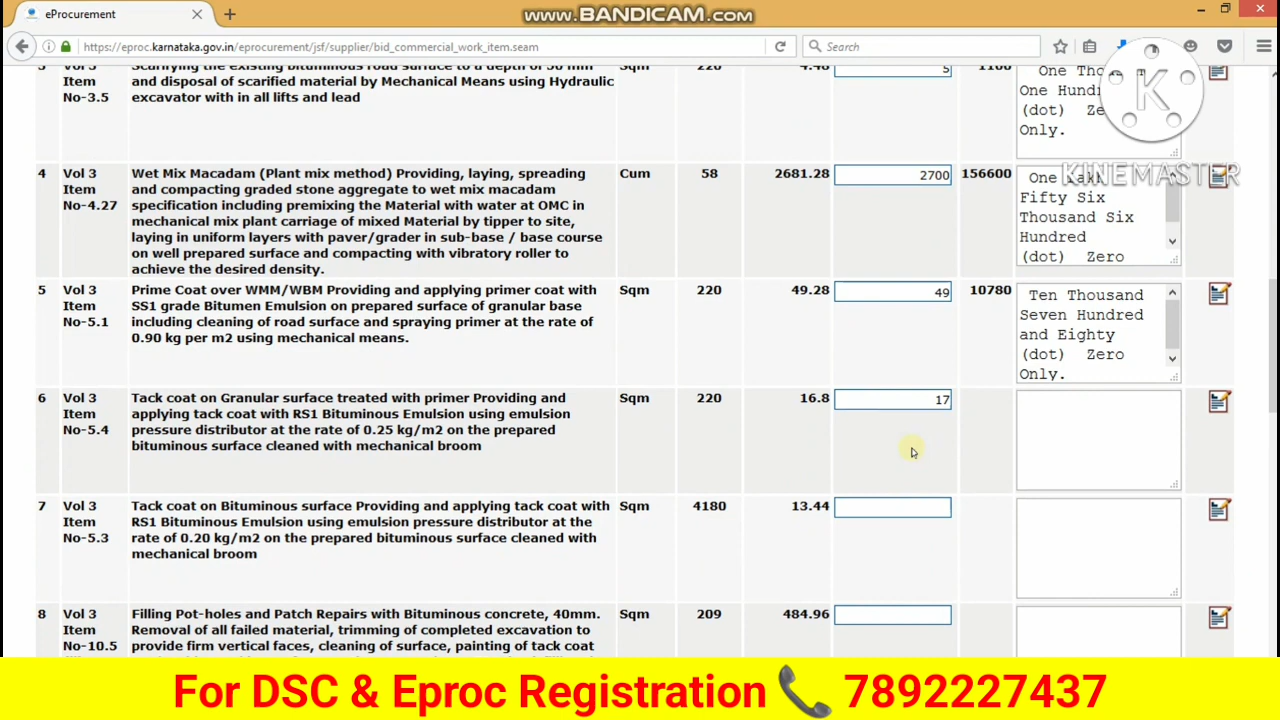 eProcurement
www.BANDICAM.com
https://eproc.karnataka.gov.in/eprocurement/jsf/supplier/bid_commercial_work_item.seam
Search
Vol 3 Item No-3.5
and disposal of scarified material by Mechanical Means using Hydraulic
excavator with in all lifts and lead
Sqm 220 4.48 5 1100
One Hundr
(dot) Ze
Only.
K
KINEMASTER
4
Vol 3
Item
No-4.27
Wet Mix Macadam (Plant mix method) Providing, laying, spreading
and compacting graded stone aggregate to wet mix macadam
specification including premixing the Material with water at OMC in
mechanical mix plant carriage of mixed Material by tipper to site,
laying in uniform layers with paver/grader in sub-base / base course
on well prepared surface and compacting with vibratory roller to
achieve the desired density.
Cum 58 2681.28 2700 156600
One
Fifty Six
Thousand Six
Hundred
(dot) Zero
5
Vol 3
Item
No-5.1
Prime Coat over WMM/WBM Providing and applying primer coat with
SS1 grade Bitumen Emulsion on prepared surface of granular base
including cleaning of road surface and spraying primer at the rate of
0.90 kg per m2 using mechanical means.
Sqm 220 49.28 49 10780
Ten Thousand
Seven Hundred
and Eighty
(dot) Zero
Only.
6
Vol 3
Item
No-5.4
Tack coat on Granular surface treated with primer Providing and
applying tack coat with RS1 Bituminous Emulsion using emulsion
pressure distributor at the rate of 0.25 kg/m2 on the prepared
bituminous surface cleaned with mechanical broom
Sqm 220 16.8 17
7
Vol 3
Item
No-5.3
Tack coat on Bituminous surface Providing and applying tack coat with
RS1 Bituminous Emulsion using emulsion pressure distributor at the
rate of 0.20 kg/m2 on the prepared bituminous surface cleaned with
mechanical broom
Sqm 4180 13.44
8
Vol 3
Item
No-10.5
Filling Pot-holes and Patch Repairs with Bituminous concrete, 40mm.
Removal of all failed material, trimming of completed excavation to
provide firm vertical faces, cleaning of surface, painting of tack coat
Sqm 209 484.96
For DSC & Eproc Registration 7892227437